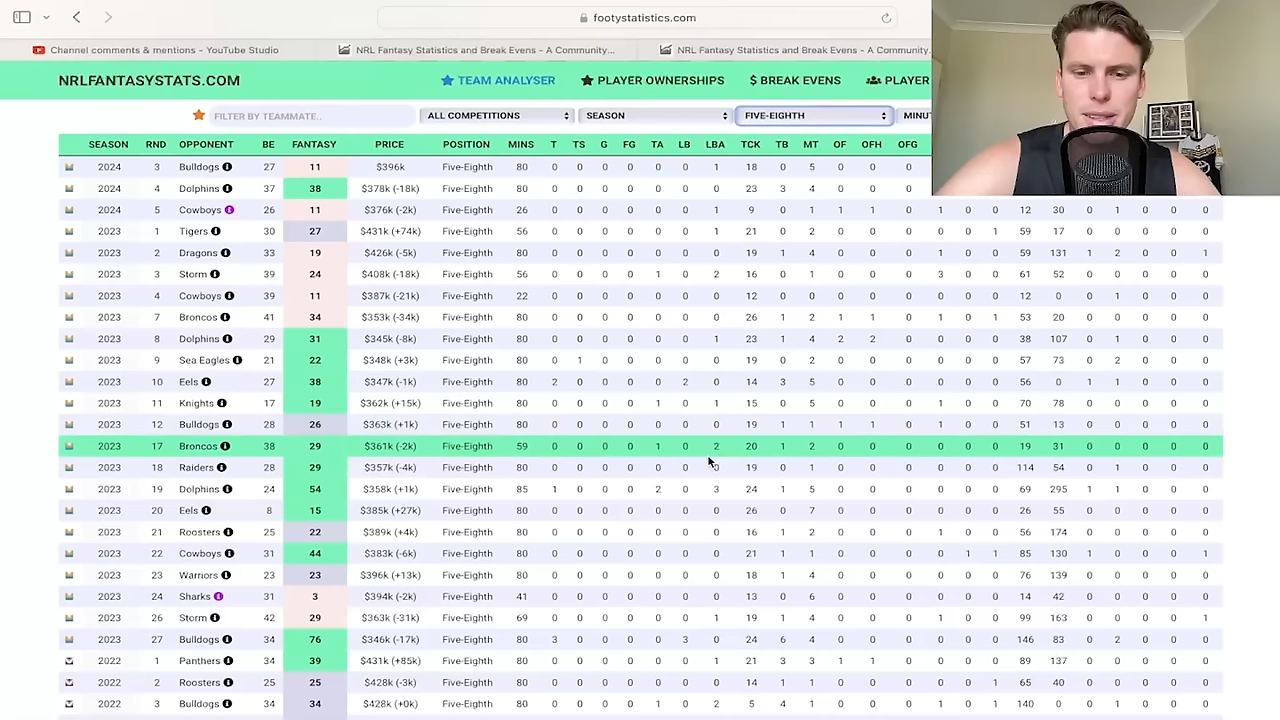 footystatistics.com
Channel comments & mentions - YouTube Studio NRL Fantasy Statistics and Break Evens - A Community... NRL Fantasy Statistics and Break Evens - A Community...
NRLFANTASYSTATS.COM TEAM ANALYSER PLAYER OWNERSHIPS $ BREAK EVENS PLAYER
FILTER BY TEAMMATE.. ALL COMPETITIONS SEASON FIVE-EIGHTH MINUT
SEASON RND OPPONENT BE FANTASY PRICE POSITION MINS T TS G FG TA LB LBA TCK TB MT OF OFH OFG
2024 3 Bulldogs 27 11 $396k Five-Eighth 80 0 0 0 0 0 0 1 18 0 5 0 0 0
2024 4 Dolphins 37 38 $378k (-18k) Five-Eighth 80 0 0 0 0 0 0 0 23 3 4 0 0 0
2024 5 Cowboys 26 11 $376k (-2k) Five-Eighth 26 0 0 0 0 0 0 1 9 0 1 1 1 0 1 0 0 12 30 0 1 0 0 0
2023 1 Tigers 30 27 $431k (+74k) Five-Eighth 56 0 0 0 0 0 0 1 21 0 2 0 0 0 0 0 1 59 17 0 0 0 0 0
2023 2 Dragons 33 19 $426k (-5k) Five-Eighth 80 0 0 0 0 0 0 0 19 1 4 0 0 0 0 0 0 59 131 1 2 0 0 1
2023 3 Storm 39 24 $408k (-18k) Five-Eighth 56 0 0 0 0 1 0 2 16 0 1 0 0 0 3 0 0 61 52 0 0 0 0 0
2023 4 Cowboys 39 11 $387k (-21k) Five-Eighth 22 0 0 0 0 0 0 0 12 0 0 0 0 0 0 0 0 12 0 0 1 0 0 0
2023 7 Broncos 41 34 $353k (-34k) Five-Eighth 80 0 0 0 0 0 0 0 26 1 2 1 1 0 1 0 1 53 20 0 0 0 0 0
2023 8 Dolphins 29 31 $345k (-8k) Five-Eighth 80 0 0 0 0 0 0 1 23 1 4 2 2 0 0 0 0 38 107 0 1 0 0 0
2023 9 Sea Eagles 21 22 $348k (+3k) Five-Eighth 80 0 1 0 0 0 0 0 19 0 2 0 0 0 0 0 0 57 73 0 2 0 0 0
2023 10 Eels 27 38 $347k (-1k) Five-Eighth 80 2 0 0 0 0 2 0 14 3 5 0 0 0 0 0 0 56 0 1 1 0 0 0
2023 11 Knights 17 19 $362k (+15k) Five-Eighth 80 0 0 0 0 1 0 1 15 0 5 0 0 0 1 0 0 70 78 0 0 0 0 0
2023 12 Bulldogs 28 26 $363k (+1k) Five-Eighth 80 0 0 0 0 0 0 0 19 1 1 1 1 0 0 0 0 51 13 0 0 0 0 0
2023 17 Broncos 38 29 $361k (-2k) Five-Eighth 59 0 0 0 0 1 0 2 20 1 2 0 0 0 0 0 0 19 31 0 0 0 0 0
2023 18 Raiders 28 29 $357k (-4k) Five-Eighth 80 0 0 0 0 0 0 0 19 0 1 0 0 0 0 0 0 114 54 0 1 0 0 0
2023 19 Dolphins 24 54 $358k (+1k) Five-Eighth 85 1 0 0 0 2 0 3 24 1 5 0 0 0 0 0 0 69 295 1 1 0 0 0
2023 20 Eels 8 15 $385k (+27k) Five-Eighth 80 0 0 0 0 0 0 0 26 0 7 0 0 0 0 0 0 26 55 0 0 0 0 0
2023 21 Roosters 25 22 $389k (+4k) Five-Eighth 80 0 0 0 0 0 0 0 16 1 2 0 0 0 1 0 0 56 174 0 0 0 0 0
2023 22 Cowboys 31 44 $383k (-6k) Five-Eighth 80 0 0 0 0 0 0 0 21 1 1 0 0 0 0 1 1 85 130 1 0 0 0 1
2023 23 Warriors 23 23 $396k (+13k) Five-Eighth 80 0 0 0 0 0 0 0 18 1 4 0 0 0 0 0 0 76 139 0 0 0 0 0
2023 24 Sharks 31 3 $394k (-2k) Five-Eighth 41 0 0 0 0 0 0 0 13 0 6 0 0 0 0 0 0 14 42 0 0 0 0 0
2023 26 Storm 42 29 $363k (-31k) Five-Eighth 69 0 0 0 0 0 0 1 19 1 4 0 0 0 1 0 0 99 163 0 0 0 0 1
2023 27 Bulldogs 34 76 $346k (-17k) Five-Eighth 80 3 0 0 0 0 3 0 24 6 4 0 0 0 0 0 0 146 83 0 2 0 0 0
2022 1 Panthers 34 39 $431k (+85k) Five-Eighth 80 0 0 0 0 0 0 1 21 3 3 1 1 0 0 0 0 89 137 0 0 0 0 0
2022 2 Roosters 25 25 $428k (-3k) Five-Eighth 80 0 0 0 0 0 0 0 14 1 1 0 0 0 0 0 1 65 40 0 0 0 0 0
2022 3 Bulldogs 34 34 $428k (+0k) Five-Eighth 80 0 0 0 0 1 0 2 5 4 1 0 0 0 1 0 1 140 0 0 1 0 0 0